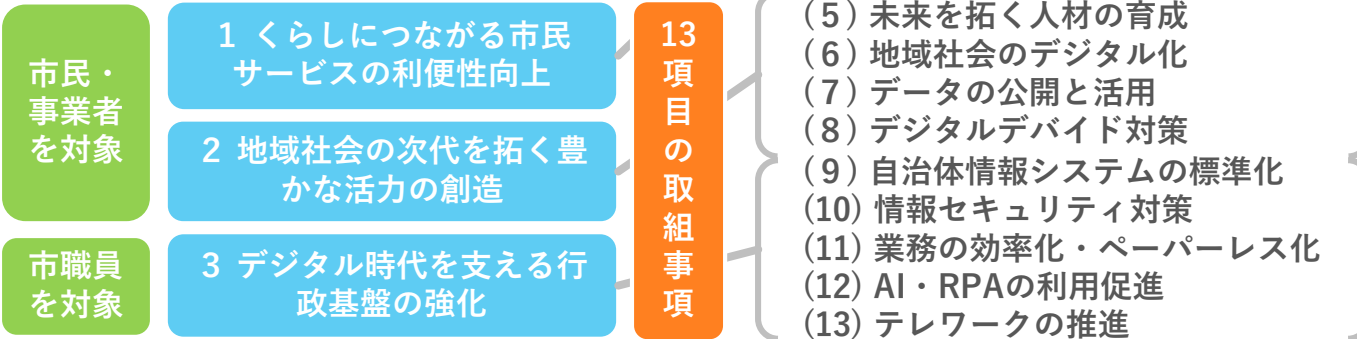 市民・
事業者
を対象
1 くらしにつながる市民
サービスの利便性向上
2 地域社会の次代を拓く豊
かな活力の創造
市職員
を対象
3 デジタル時代を支える行
政基盤の強化
13
項
目
の
取
組
事
項
(５) 未来を拓く人材の育成
(６) 地域社会のデジタル化
(７) データの公開と活用
(８) デジタルデバイド対策
(９) 自治体情報システムの標準化
(10) 情報セキュリティ対策
(11) 業務の効率化・ペーパーレス化
(12) AI・RPAの利用促進
(13) テレワークの推進